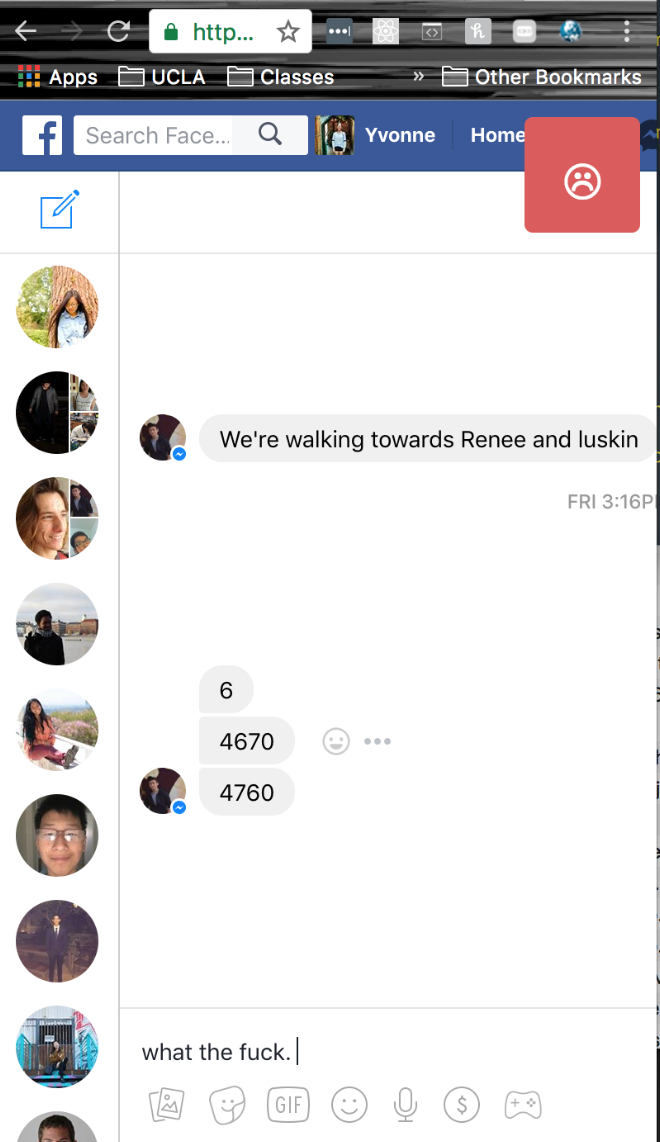 http...
Apps UCLA Classes » Other Bookmarks
f Search Face... Yvonne Home
We're walking towards Renee and luskin
FRI 3:16P
6
4670
4760
what the fuck.
GIF
$